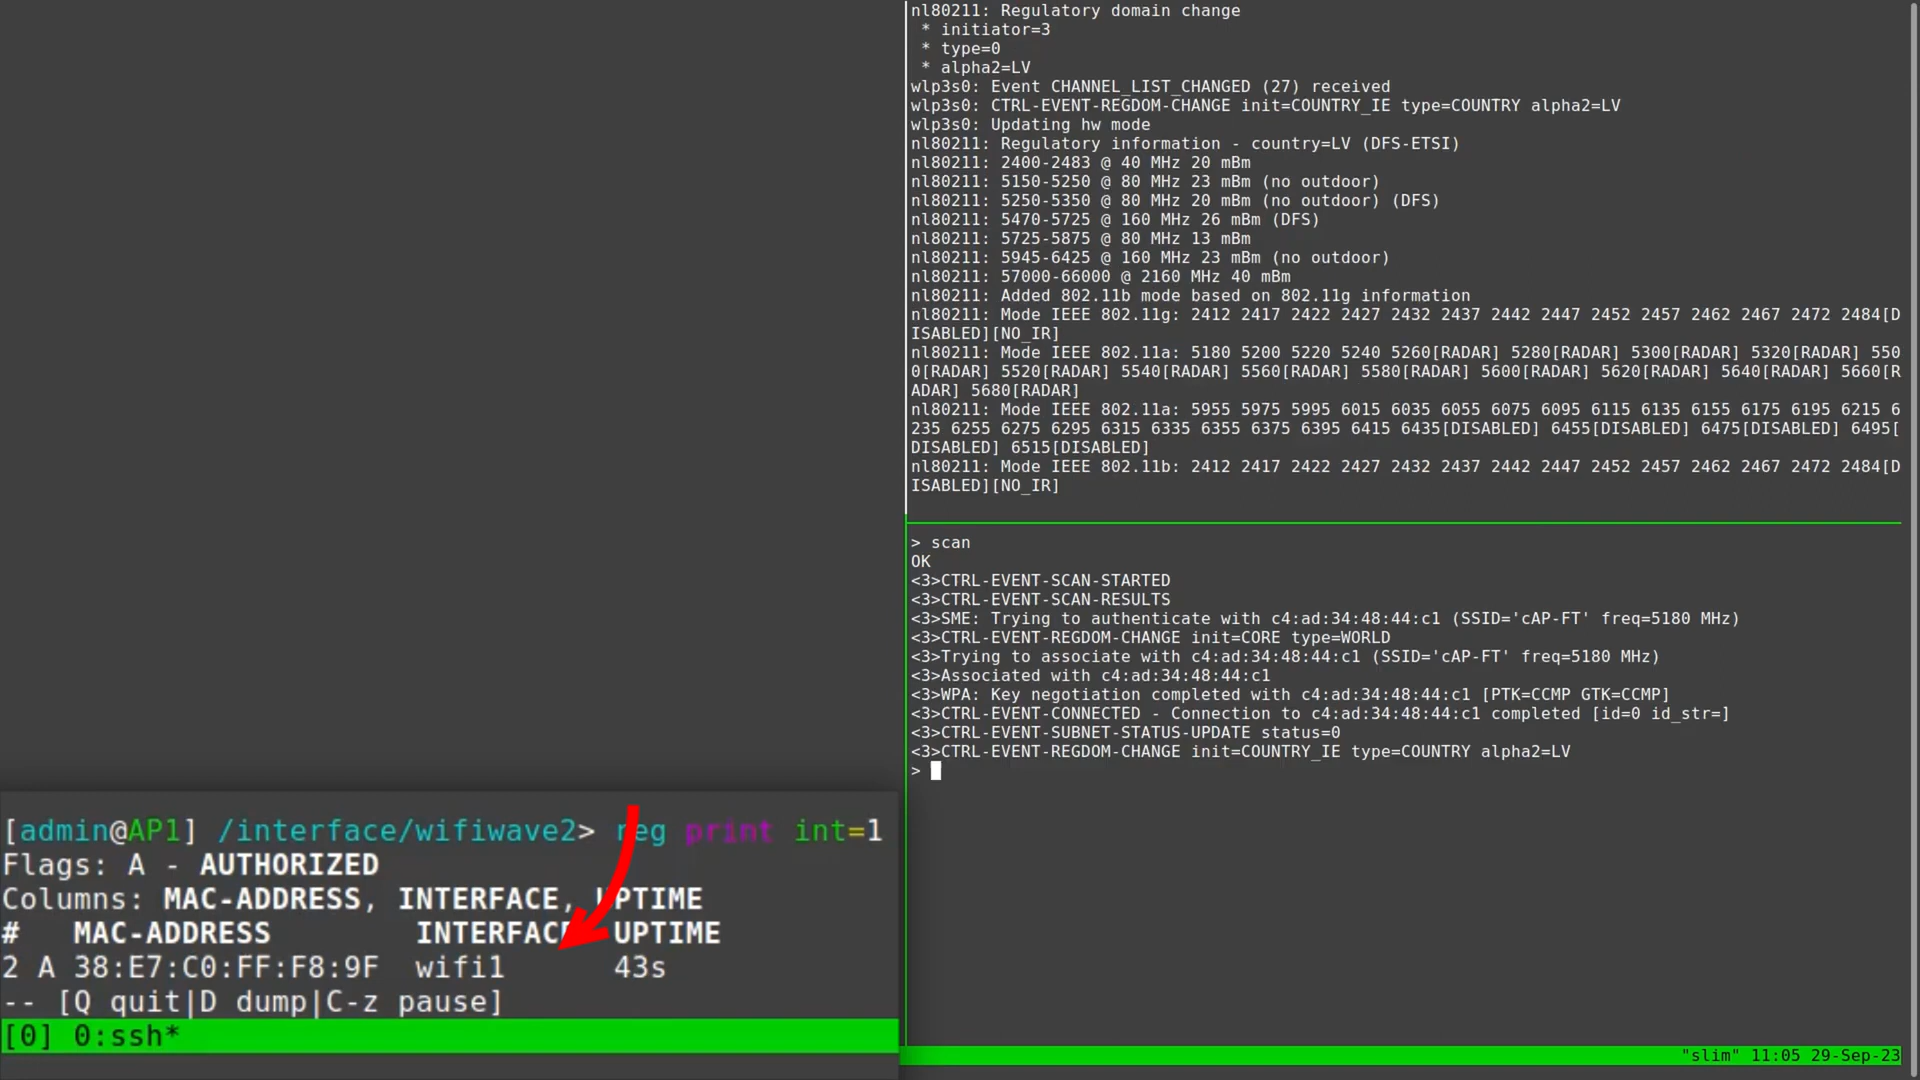 nl80211: Regulatory domain change
 * initiator=3
 * type=0
 * alpha2=LV
wlp3s0: Event CHANNEL_LIST_CHANGED (27) received
wlp3s0: CTRL-EVENT-REGDOM-CHANGE init=COUNTRY_IE type=COUNTRY alpha2=LV
wlp3s0: Updating hw mode
nl80211: Regulatory information - country=LV (DFS-ETSI)
nl80211: 2400-2483 @ 40 MHz 20 mBm
nl80211: 5150-5250 @ 80 MHz 23 mBm (no outdoor)
nl80211: 5250-5350 @ 80 MHz 20 mBm (no outdoor) (DFS)
nl80211: 5470-5725 @ 160 MHz 26 mBm (DFS)
nl80211: 5725-5875 @ 80 MHz 13 mBm
nl80211: 5945-6425 @ 160 MHz 23 mBm (no outdoor)
nl80211: 57000-66000 @ 2160 MHz 40 mBm
nl80211: Added 802.11b mode based on 802.11g information
nl80211: Mode IEEE 802.11g: 2412 2417 2422 2427 2432 2437 2442 2447 2452 2457 2462 2467 2472 2484[D
ISABLED][NO_IR]
nl80211: Mode IEEE 802.11a: 5180 5200 5220 5240 5260[RADAR] 5280[RADAR] 5300[RADAR] 5320[RADAR] 550
0[RADAR] 5520[RADAR] 5540[RADAR] 5560[RADAR] 5580[RADAR] 5600[RADAR] 5620[RADAR] 5640[RADAR] 5660[R
ADAR] 5680[RADAR]
nl80211: Mode IEEE 802.11a: 5955 5975 5995 6015 6035 6055 6075 6095 6115 6135 6155 6175 6195 6215 6
235 6255 6275 6295 6315 6335 6355 6375 6395 6415 6435[DISABLED] 6455[DISABLED] 6475[DISABLED] 6495[
DISABLED] 6515[DISABLED]
nl80211: Mode IEEE 802.11b: 2412 2417 2422 2427 2432 2437 2442 2447 2452 2457 2462 2467 2472 2484[D
ISABLED][NO_IR]
> scan
OK
<3>CTRL-EVENT-SCAN-STARTED
<3>CTRL-EVENT-SCAN-RESULTS
<3>SME: Trying to authenticate with c4:ad:34:48:44:c1 (SSID='cAP-FT' freq=5180 MHz)
<3>CTRL-EVENT-REGDOM-CHANGE init=CORE type=WORLD
<3>Trying to associate with c4:ad:34:48:44:c1 (SSID='cAP-FT' freq=5180 MHz)
<3>Associated with c4:ad:34:48:44:c1
<3>WPA: Key negotiation completed with c4:ad:34:48:44:c1 [PTK=CCMP GTK=CCMP]
<3>CTRL-EVENT-CONNECTED - Connection to c4:ad:34:48:44:c1 completed [id=0 id_str=]
<3>CTRL-EVENT-SUBNET-STATUS-UPDATE status=0
<3>CTRL-EVENT-REGDOM-CHANGE init=COUNTRY_IE type=COUNTRY alpha2=LV
>
[admin@AP1] /interface/wifiwave2> reg print int=1
Flags: A - AUTHORIZED
Columns: MAC-ADDRESS, INTERFACE, UPTIME
#   MAC-ADDRESS        INTERFACE  UPTIME
2 A 38:E7:C0:FF:F8:9F  wifi1      43s
-- [Q quit|D dump|C-z pause]
[0] 0:ssh*
"slim" 11:05 29-Sep-23